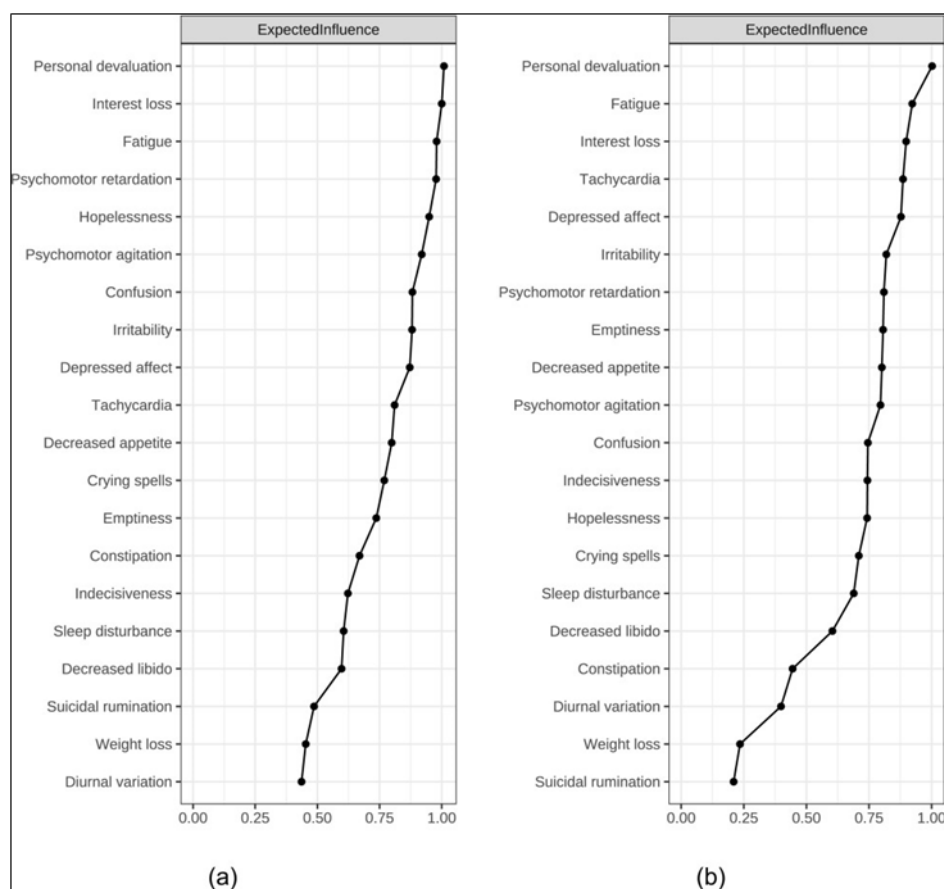 ExpectedInfluence
Personal devaluation
Interest loss
Fatigue
Psychomotor retardation
Hopelessness
Psychomotor agitation
Confusion
Irritability
Depressed affect
Tachycardia
Decreased appetite
Crying spells
Emptiness
Constipation
Indecisiveness
Sleep disturbance
Decreased libido
Suicidal rumination
Weight loss
Diurnal variation
0.00 0.25 0.50 0.75 1.00
(a)
ExpectedInfluence
Personal devaluation
Fatigue
Interest loss
Tachycardia
Depressed affect
Irritability
Psychomotor retardation
Emptiness
Decreased appetite
Psychomotor agitation
Confusion
Indecisiveness
Hopelessness
Crying spells
Sleep disturbance
Decreased libido
Constipation
Diurnal variation
Weight loss
Suicidal rumination
0.00 0.25 0.50 0.75 1.00
(b)